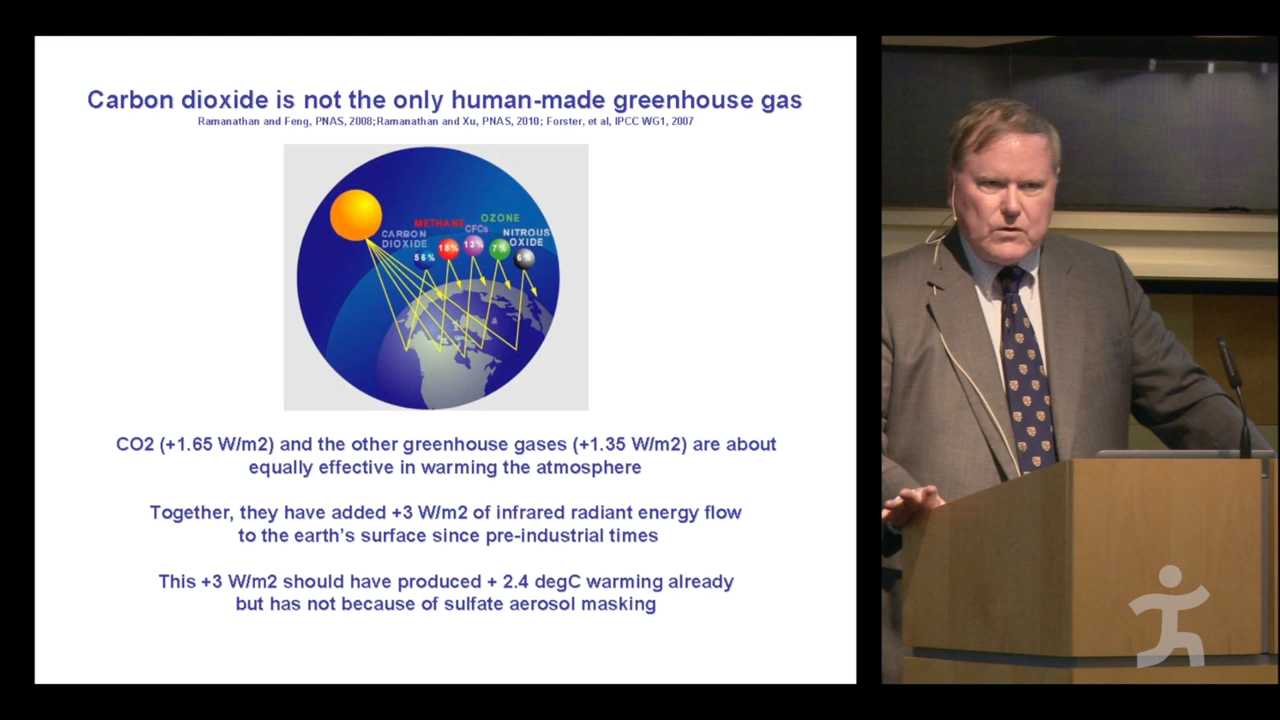 Carbon dioxide is not the only human-made greenhouse gas
Ramanathan and Feng, PNAS, 2008;Ramanathan and Xu, PNAS, 2010; Forster, et al, IPCC WG1, 2007
METHANE
OZONE
CFCs
CARBON
DIOXIDE
NITROUS
OXIDE
56%
18%
13%
7%
6%
CO2 (+1.65 W/m2) and the other greenhouse gases (+1.35 W/m2) are about
equally effective in warming the atmosphere
Together, they have added +3 W/m2 of infrared radiant energy flow
to the earth's surface since pre-industrial times
This +3 W/m2 should have produced + 2.4 degC warming already
but has not because of sulfate aerosol masking